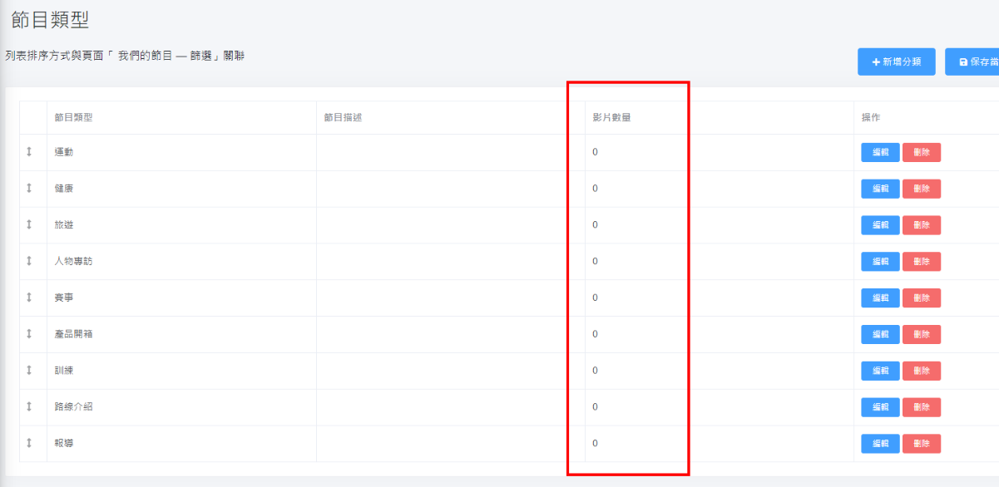 節目類型
列表排序方式與頁面「 我們的節目 — 篩選」關聯
新增分類 保存當
節目類型 節目描述 影片數量 操作
運動 0 編輯 刪除
健康 0 編輯 刪除
旅遊 0 編輯 刪除
人物專訪 0 編輯 刪除
賽事 0 編輯 刪除
產品開箱 0 編輯 刪除
訓練 0 編輯 刪除
路線介紹 0 編輯 刪除
報導 0 編輯 刪除